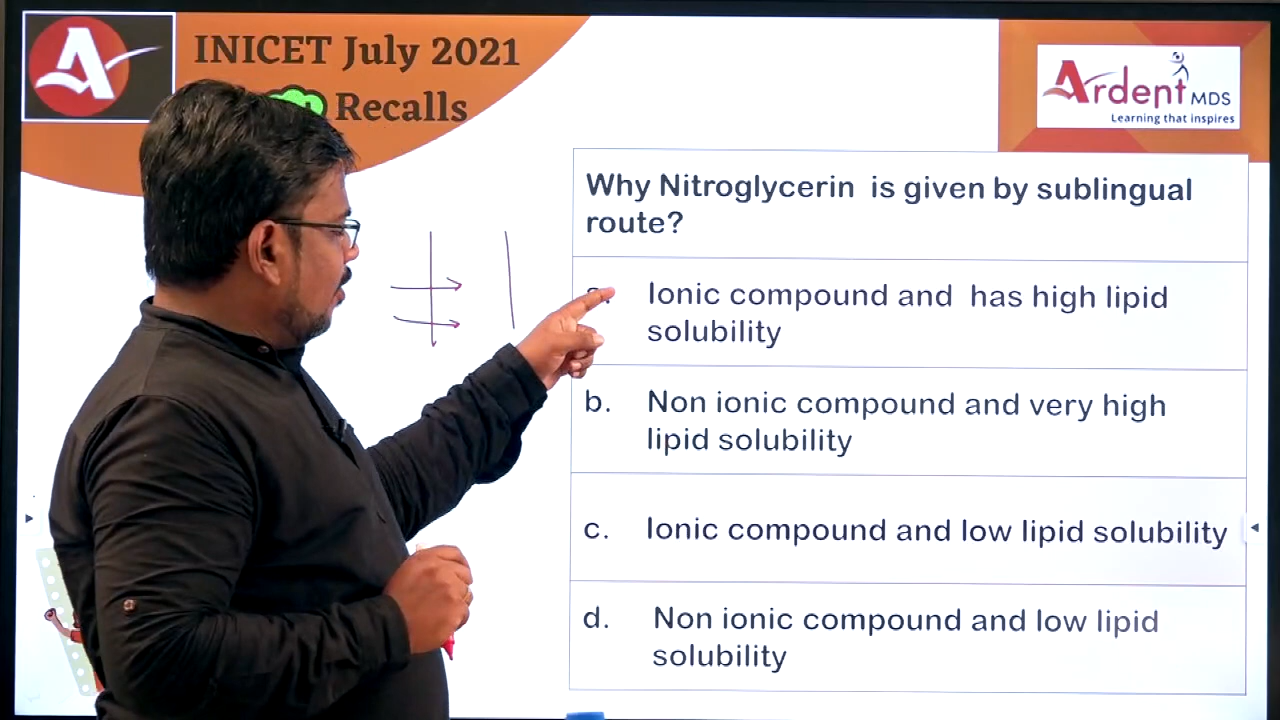 INICET July 2021
Recalls
Ardent MDS
Learning that inspires
Why Nitroglycerin is given by sublingual
route?
Ionic compound and has high lipid
solubility
b. Non ionic compound and very high
lipid solubility
c. Ionic compound and low lipid solubility
d. Non ionic compound and low lipid
solubility